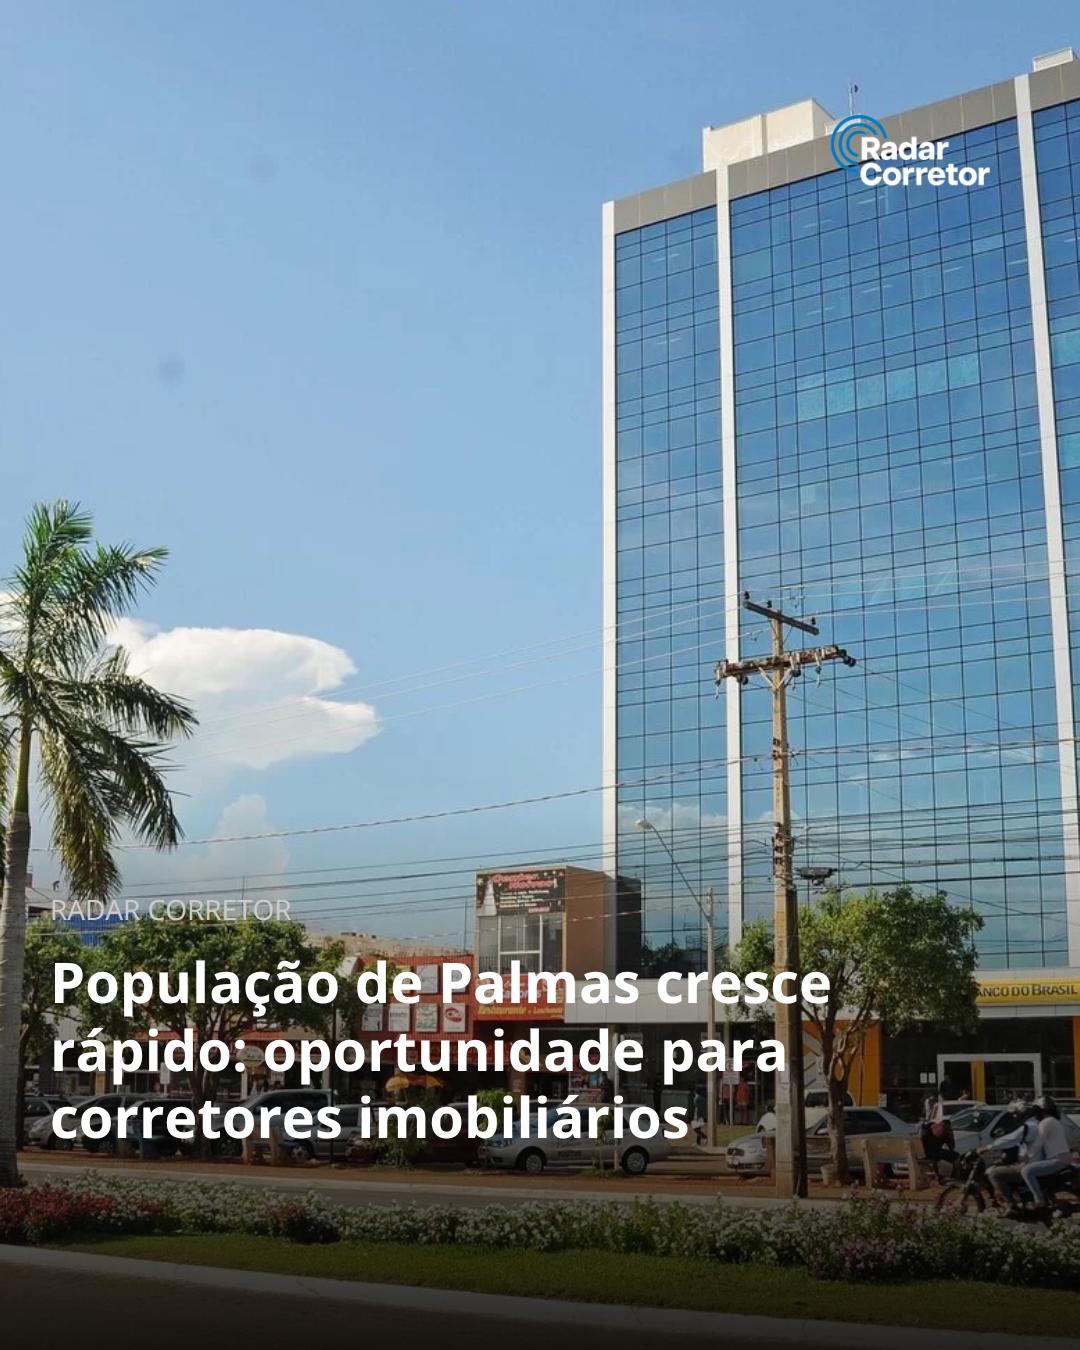 Radar
Corretor
RADAR CORRETOR
População de Palmas cresce
rápido: oportunidade para
corretores imobiliários
ANCO DO BRASIL